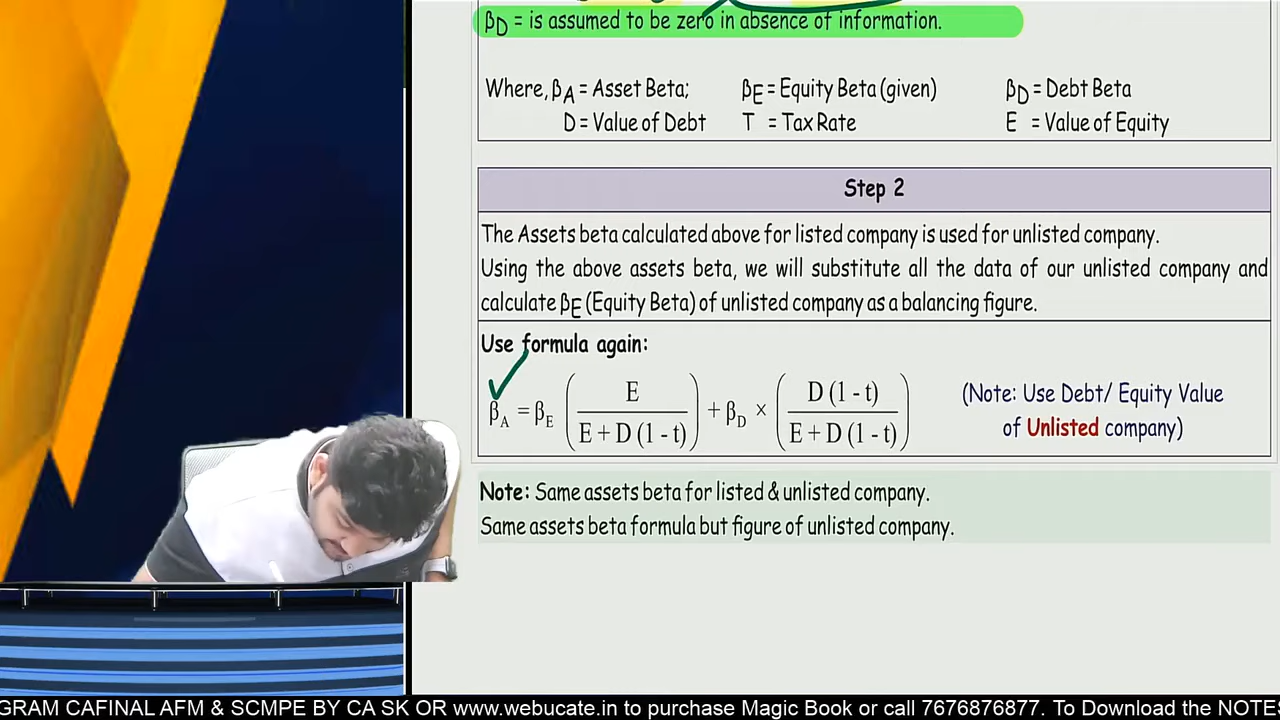 βD = is assumed to be zero in absence of information.
Where, βA = Asset Beta; βE = Equity Beta (given) βD = Debt Beta
D = Value of Debt T = Tax Rate E = Value of Equity
Step 2
The Assets beta calculated above for listed company is used for unlisted company.
Using the above assets beta, we will substitute all the data of our unlisted company and
calculate βE (Equity Beta) of unlisted company as a balancing figure.
Use formula again:
βA = βE (E / (E + D (1 - t))) + βD × (D (1 - t) / (E + D (1 - t))) (Note: Use Debt/ Equity Value
of Unlisted company)
Note: Same assets beta for listed & unlisted company.
Same assets beta formula but figure of unlisted company.
GRAM CAFINAL AFM & SCMPE BY CA SK OR www.webucate.in to purchase Magic Book or call 7676876877. To Download the NOTE